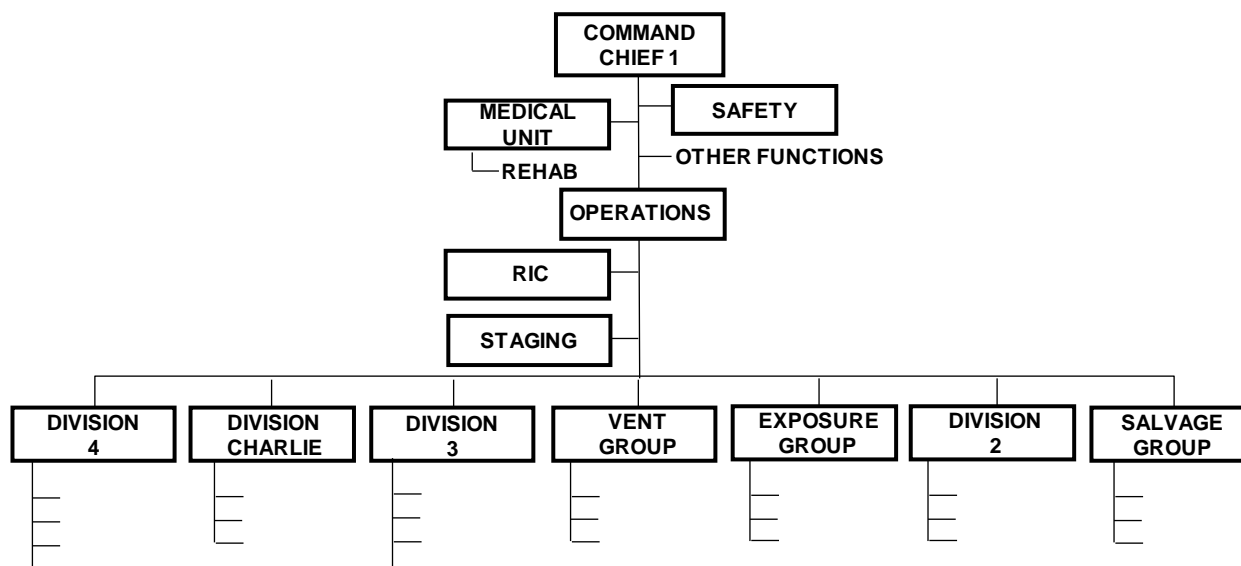 COMMAND
CHIEF 1
MEDICAL
UNIT
SAFETY
OTHER FUNCTIONS
REHAB
OPERATIONS
RIC
STAGING
DIVISION
4
DIVISION
CHARLIE
DIVISION
3
VENT
GROUP
EXPOSURE
GROUP
DIVISION
2
SALVAGE
GROUP